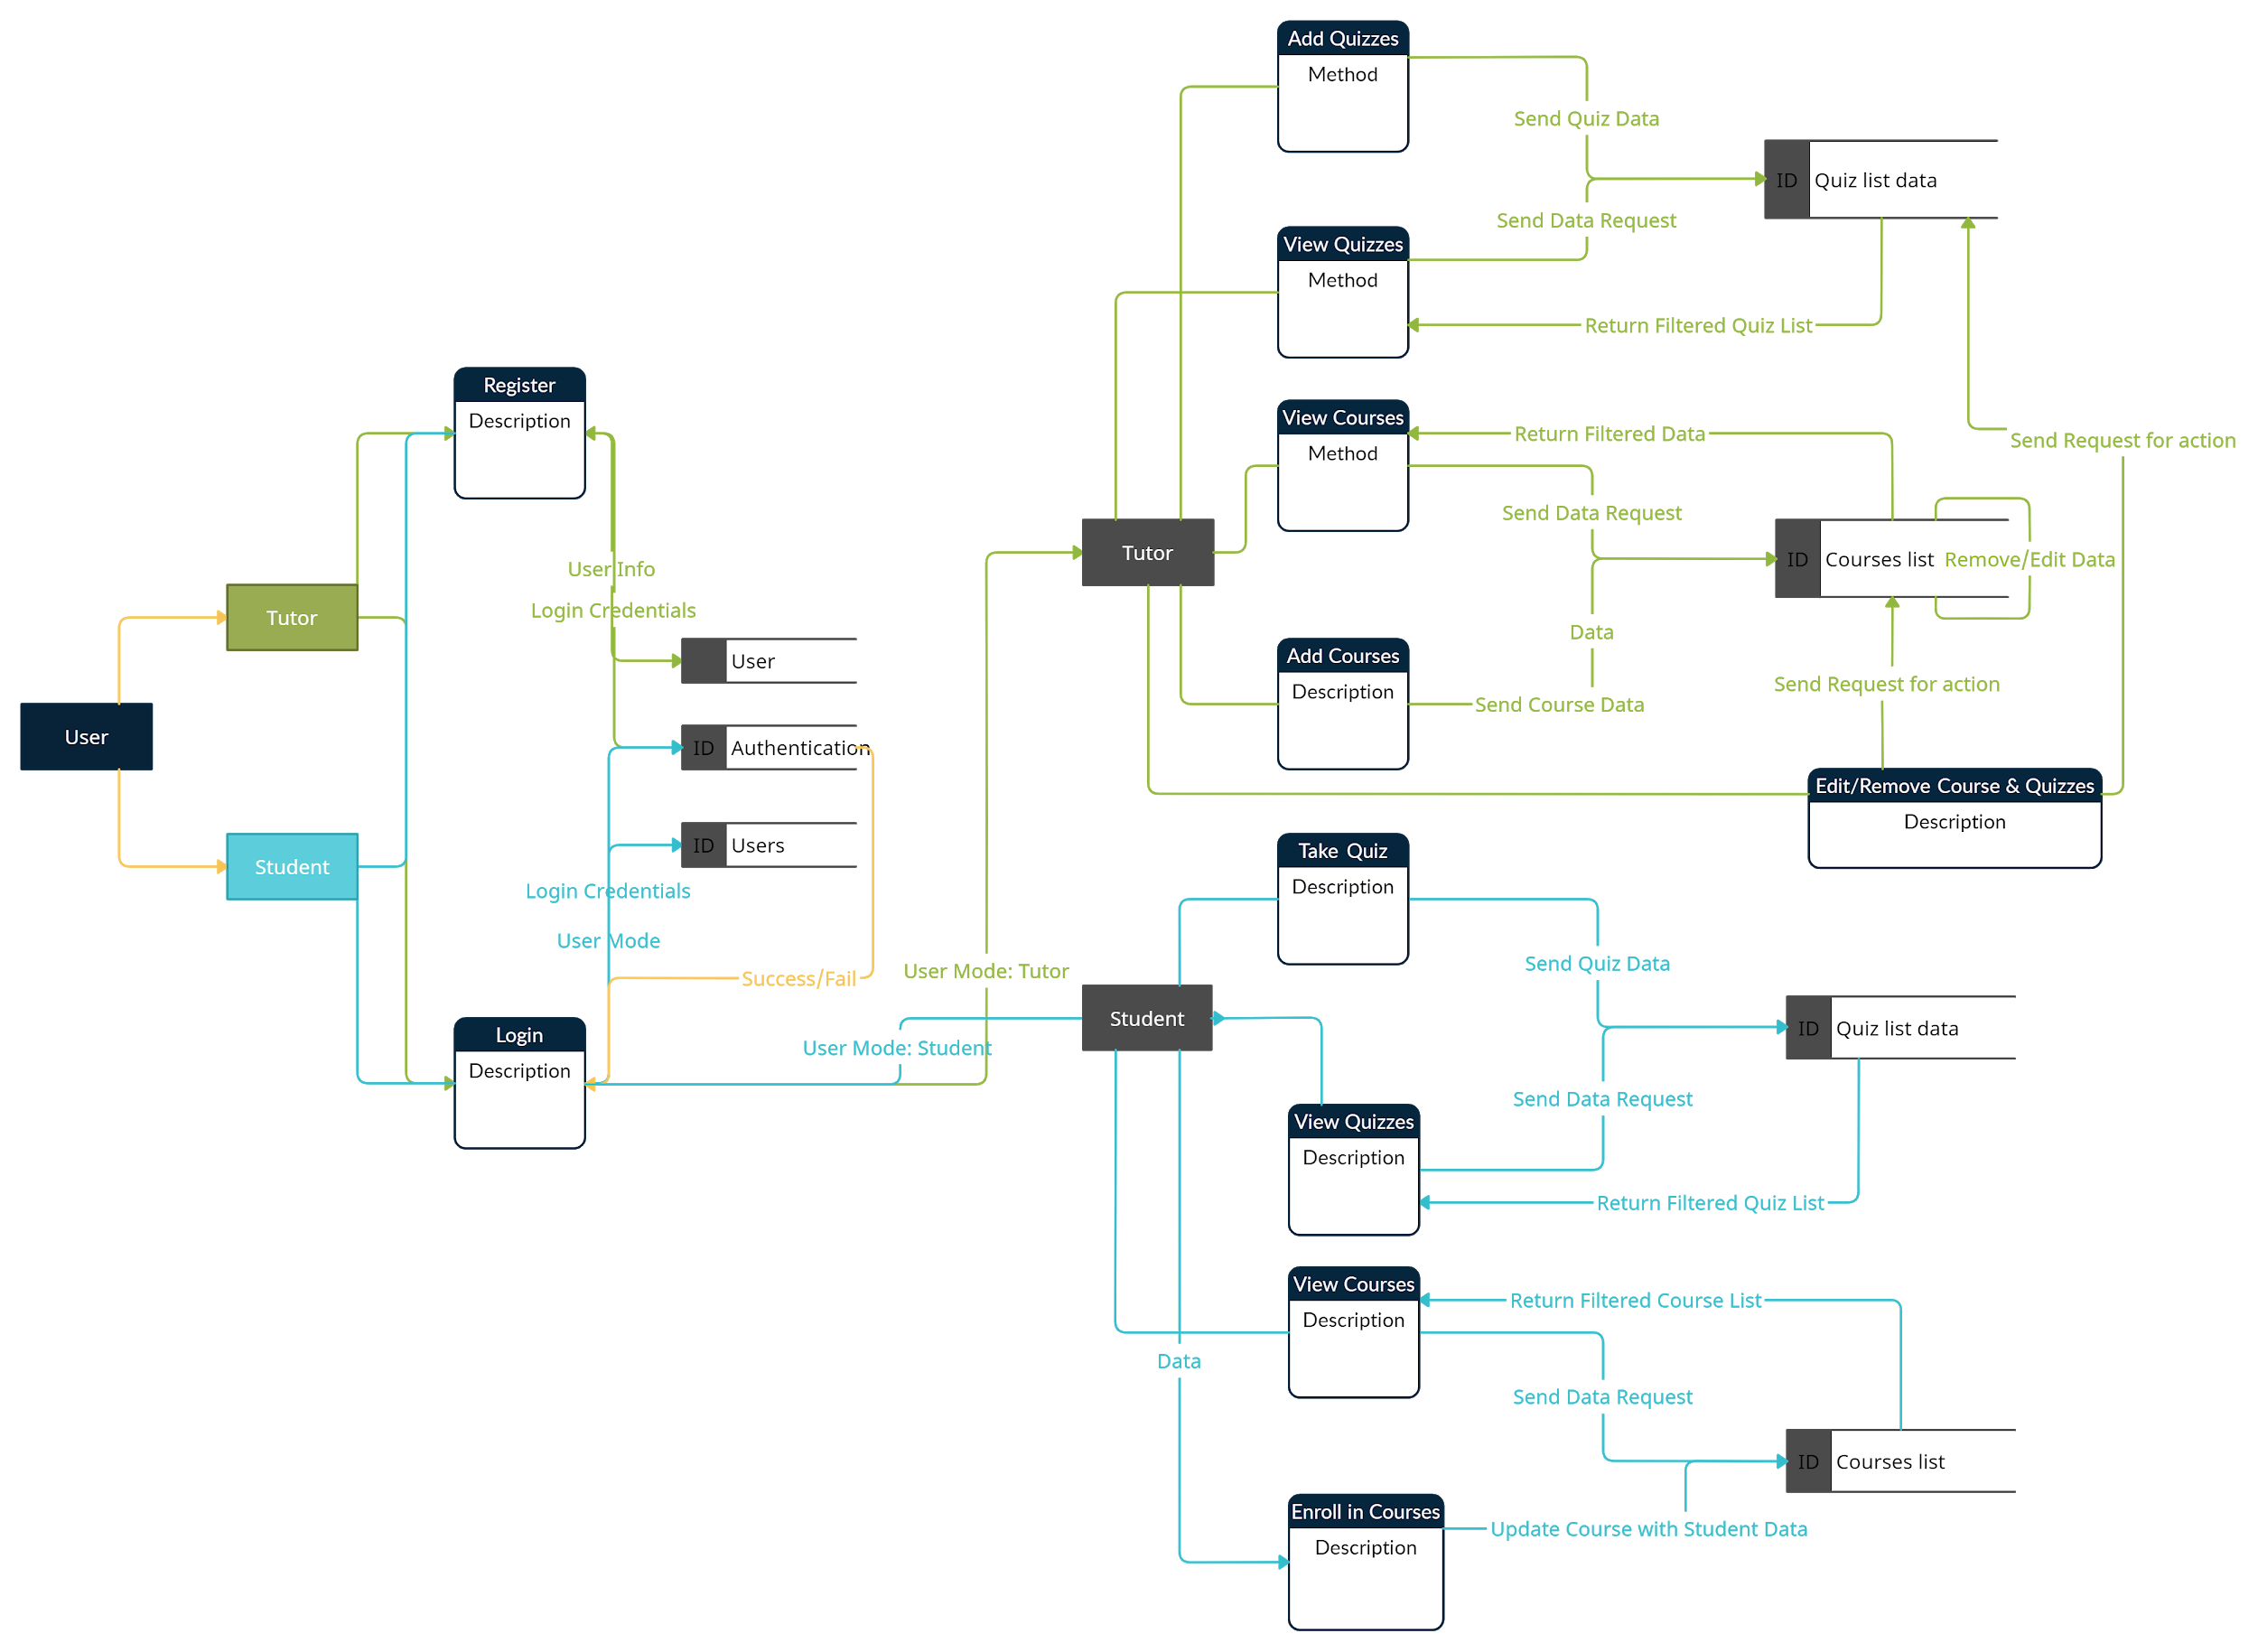 Add Quizzes
Method
Send Quiz Data
ID
Quiz list data
Send Data Request
View Quizzes
Method
Return Filtered Quiz List
Register
Description
View Courses
Method
Return Filtered Data
Send Request for action
Send Data Request
Tutor
ID
Courses list
Remove/Edit Data
User Info
Login Credentials
Tutor
Data
User
Add Courses
Description
Send Course Data
Send Request for action
User
ID
Authentication
Edit/Remove Course & Quizzes
Description
ID
Users
Student
Take Quiz
Description
Login Credentials
User Mode
Success/Fail
User Mode: Tutor
Send Quiz Data
Student
ID
Quiz list data
Login
Description
User Mode: Student
Send Data Request
View Quizzes
Description
Return Filtered Quiz List
View Courses
Description
Return Filtered Course List
Data
Send Data Request
ID
Courses list
Enroll in Courses
Description
Update Course with Student Data